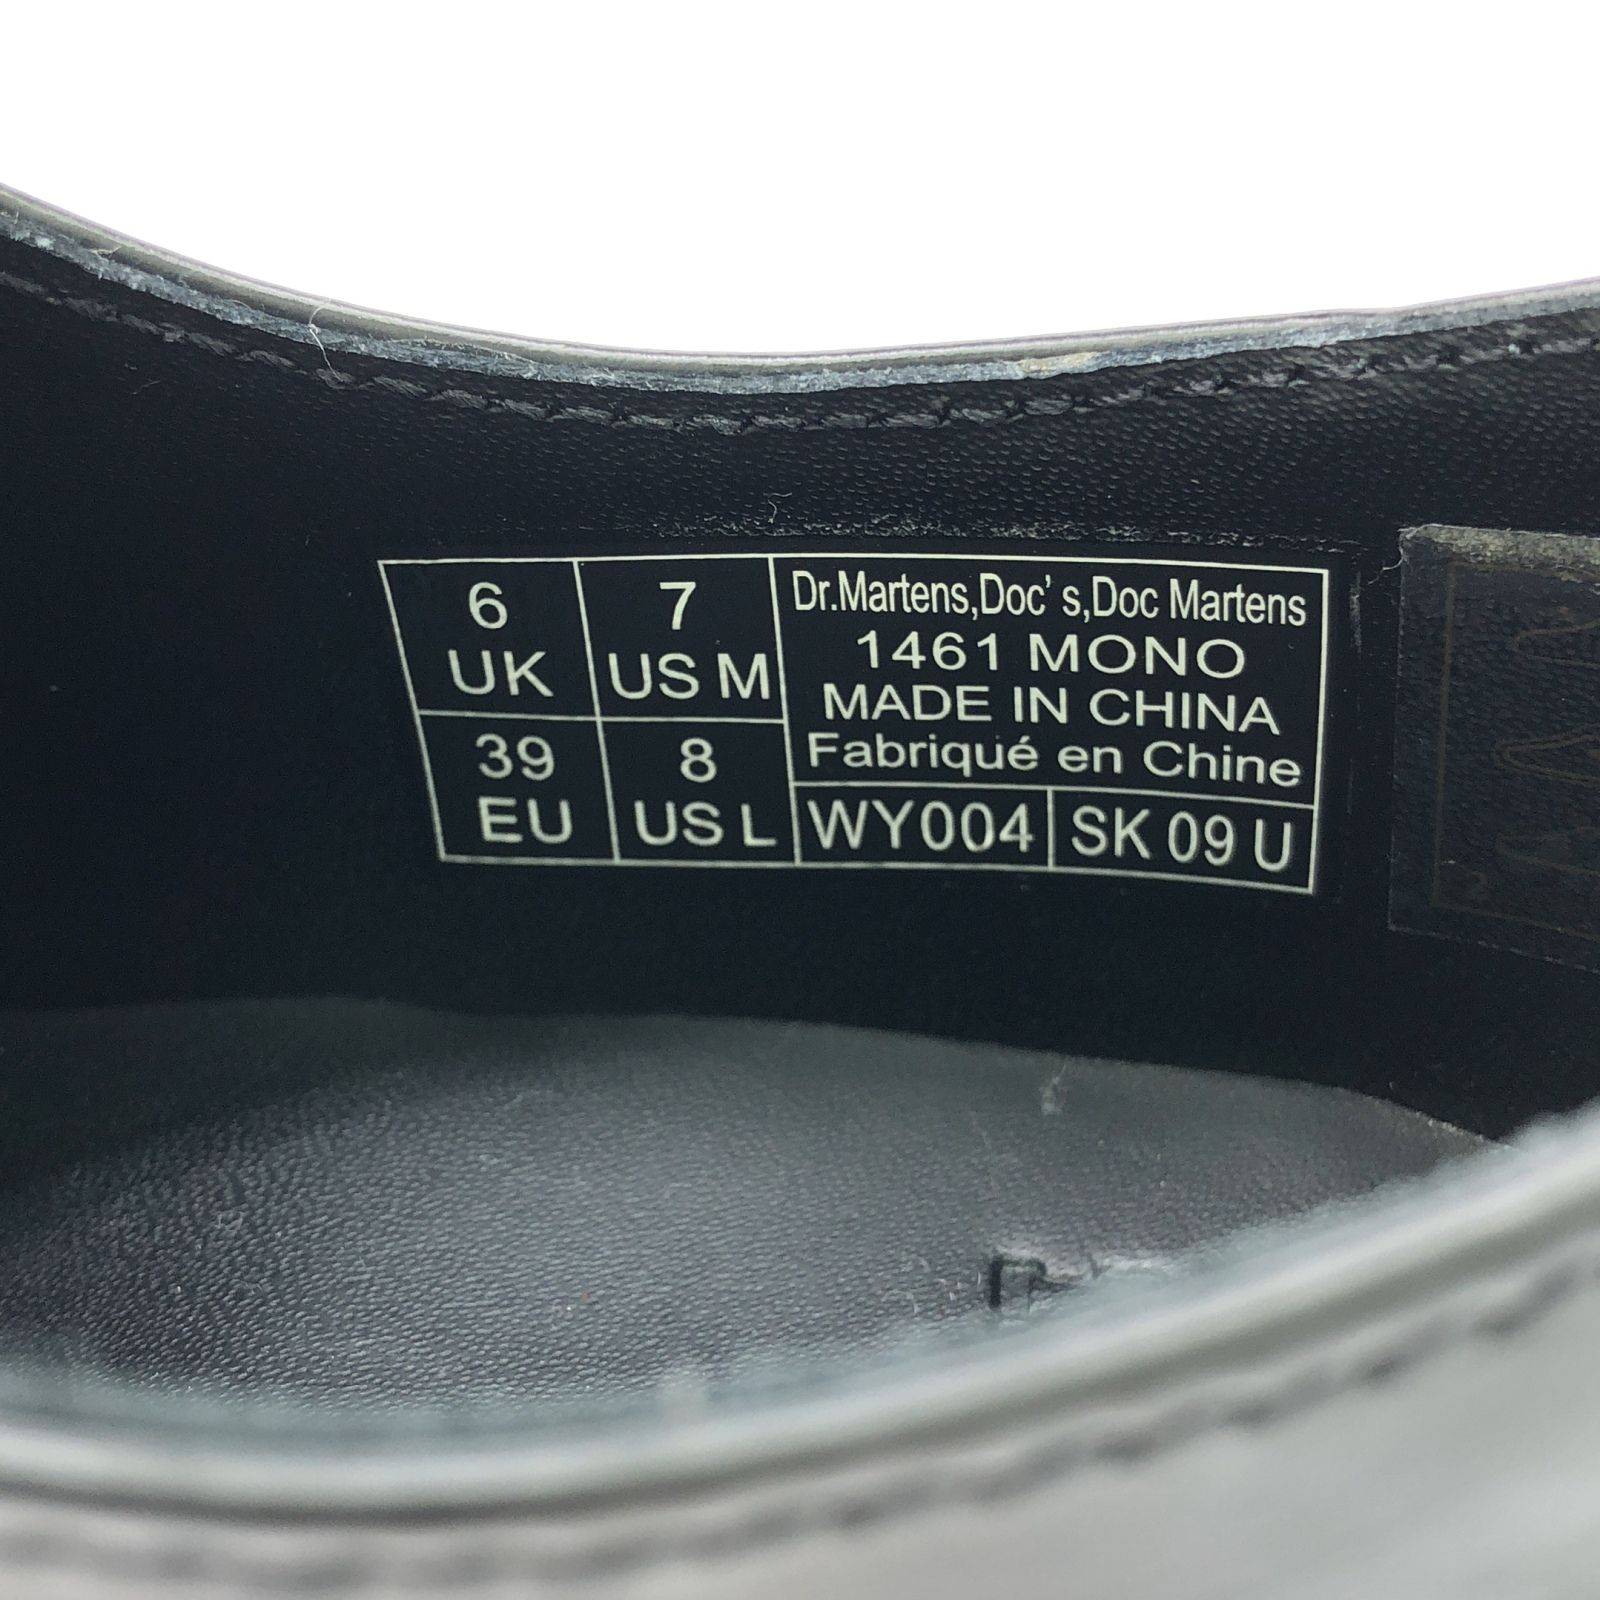 6
UK
7
US M
39
EU
8
US L
Dr.Martens,Doc's,Doc Martens
1461 MONO
MADE IN CHINA
Fabriqué en Chine
WY004
SK 09 U